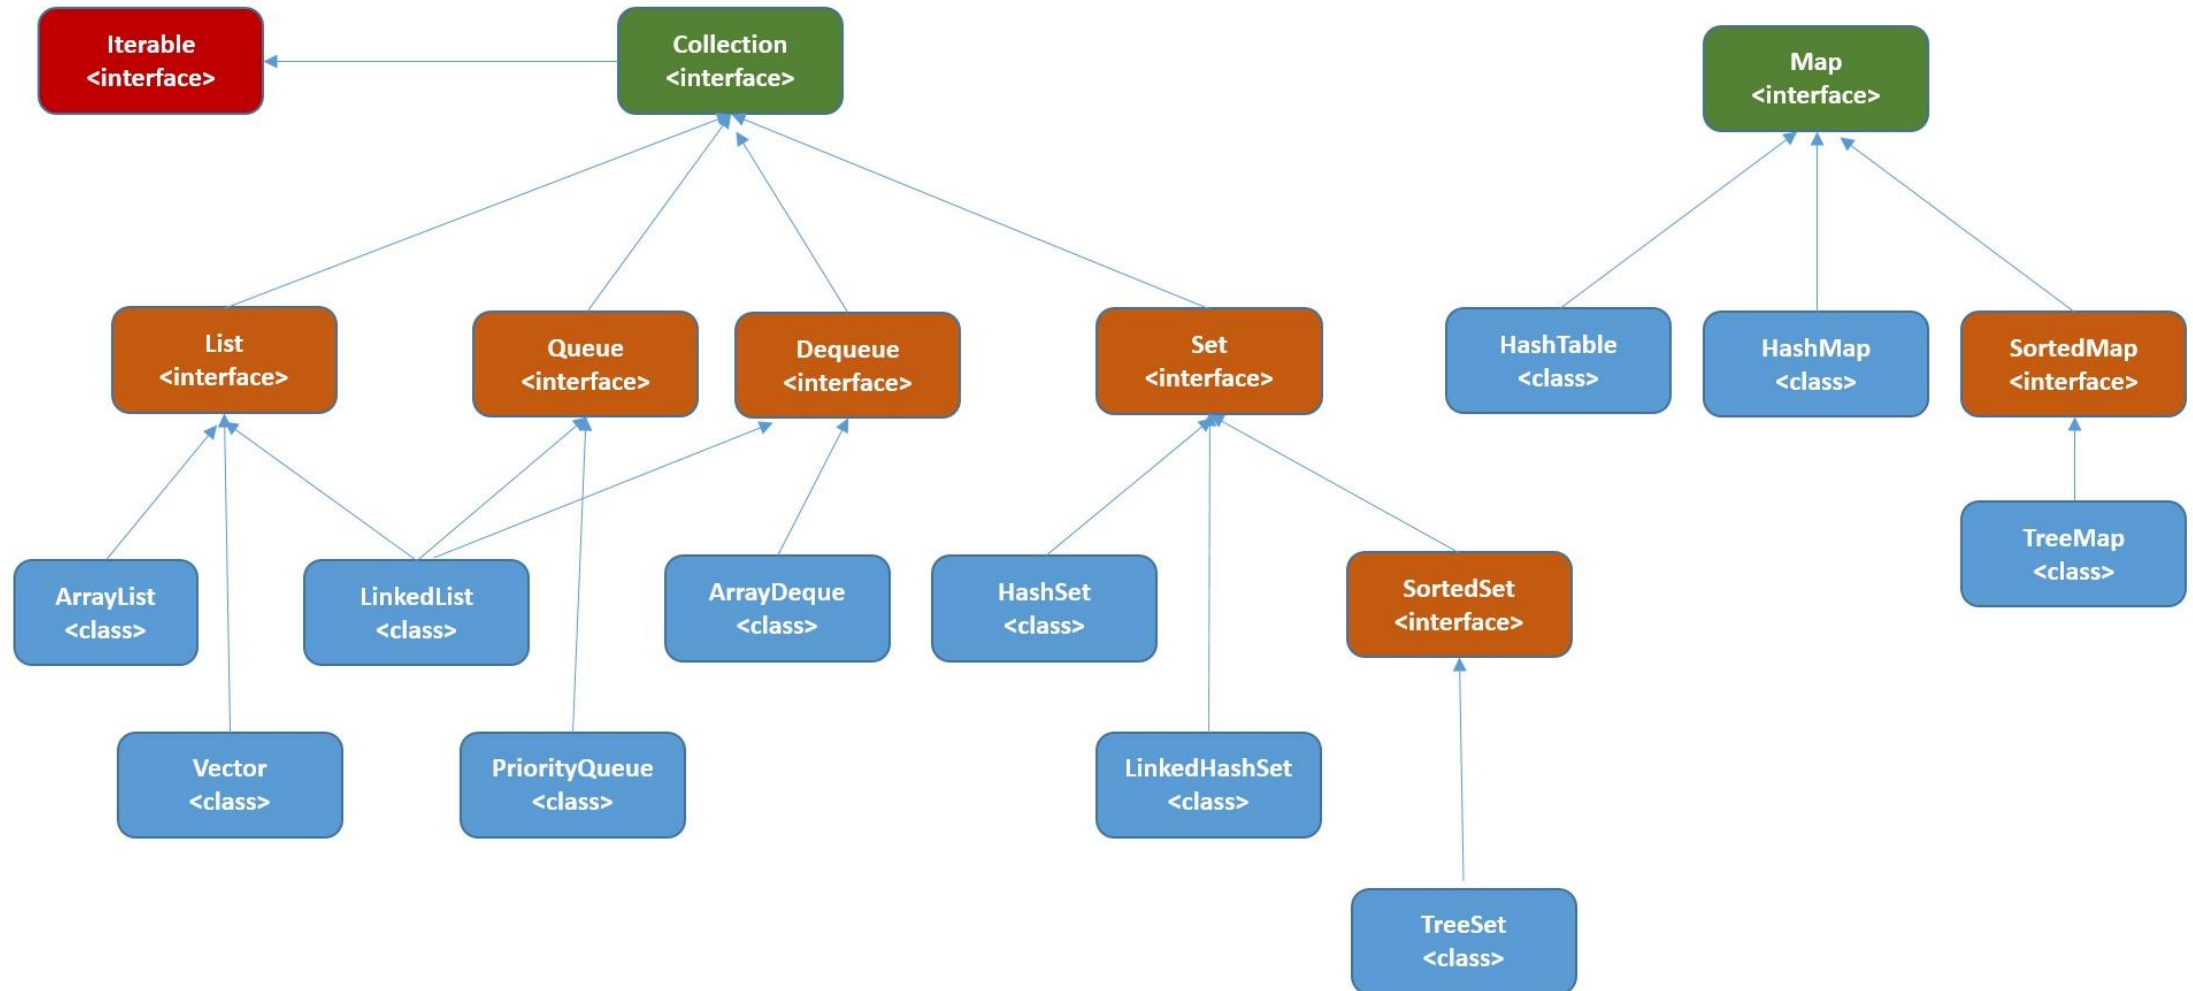 Iterable
<interface>
Collection
<interface>
Map
<interface>
List
<interface>
Queue
<interface>
Dequeue
<interface>
Set
<interface>
HashTable
<class>
HashMap
<class>
SortedMap
<interface>
ArrayList
<class>
LinkedList
<class>
ArrayDeque
<class>
HashSet
<class>
SortedSet
<interface>
TreeMap
<class>
Vector
<class>
PriorityQueue
<class>
LinkedHashSet
<class>
TreeSet
<class>